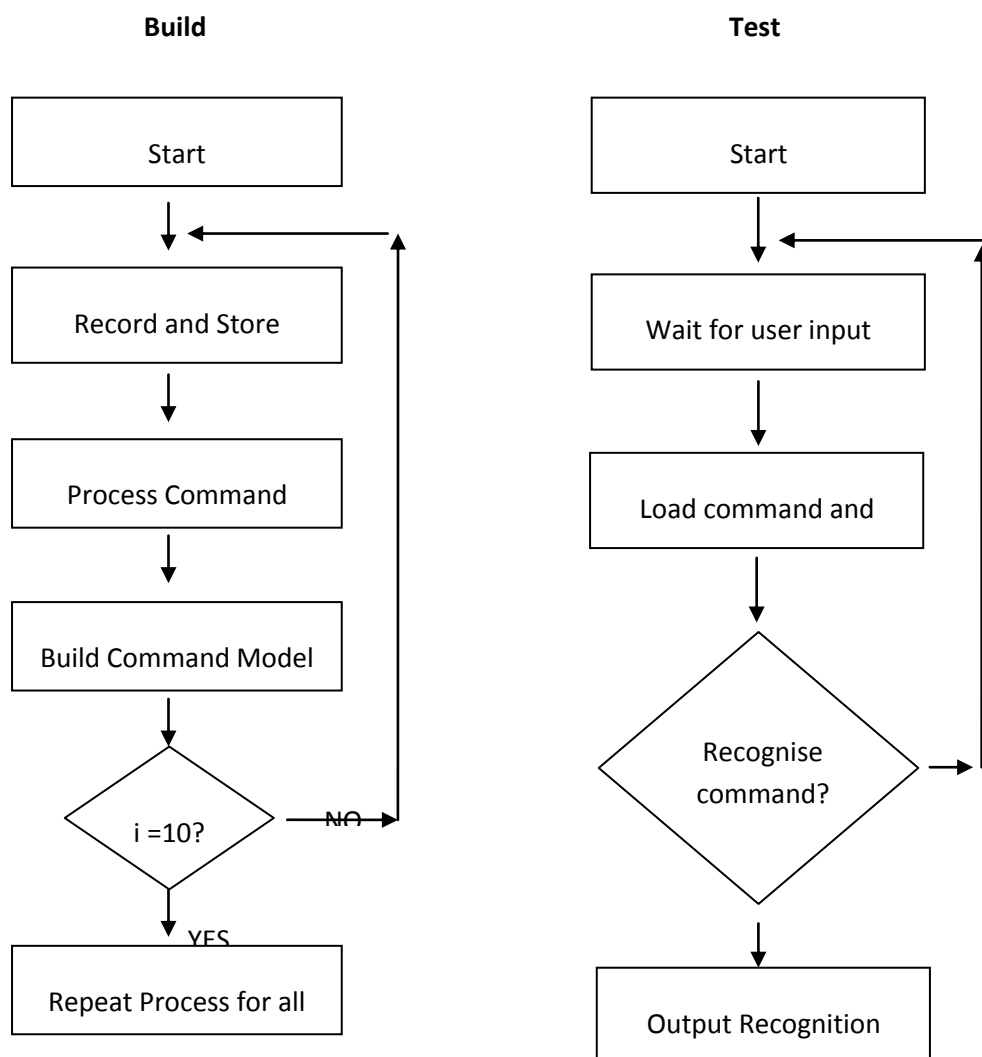 Build
Start
Record and Store
Process Command
Build Command Model
i =10?
NO
YES
Repeat Process for all
Test
Start
Wait for user input
Load command and
Recognise
command?
Output Recognition